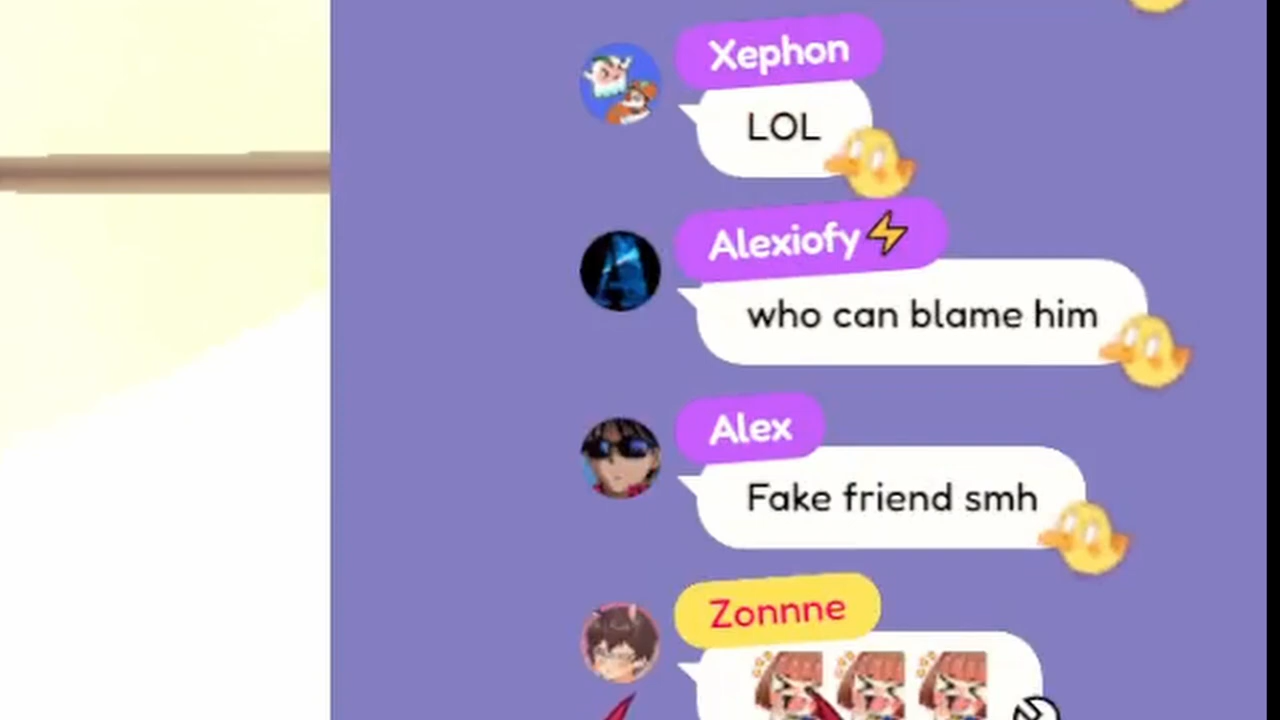 Xephon
LOL
Alexiofy⚡
who can blame him
Alex
Fake friend smh
Zonnne